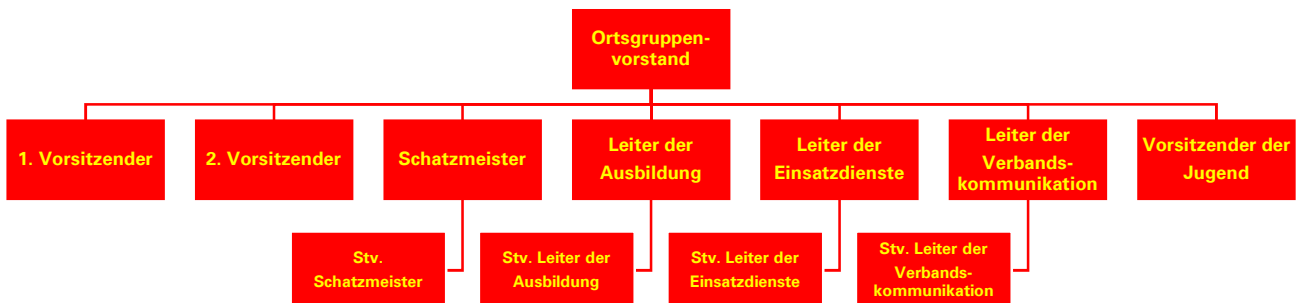 Ortsgruppen-
vorstand
1. Vorsitzender
2. Vorsitzender
Schatzmeister
Leiter der
Ausbildung
Leiter der
Einsatzdienste
Leiter der
Verbands-
kommunikation
Vorsitzender der
Jugend
Stv.
Schatzmeister
Stv. Leiter der
Ausbildung
Stv. Leiter der
Einsatzdienste
Stv. Leiter der
Verbands-
kommunikation